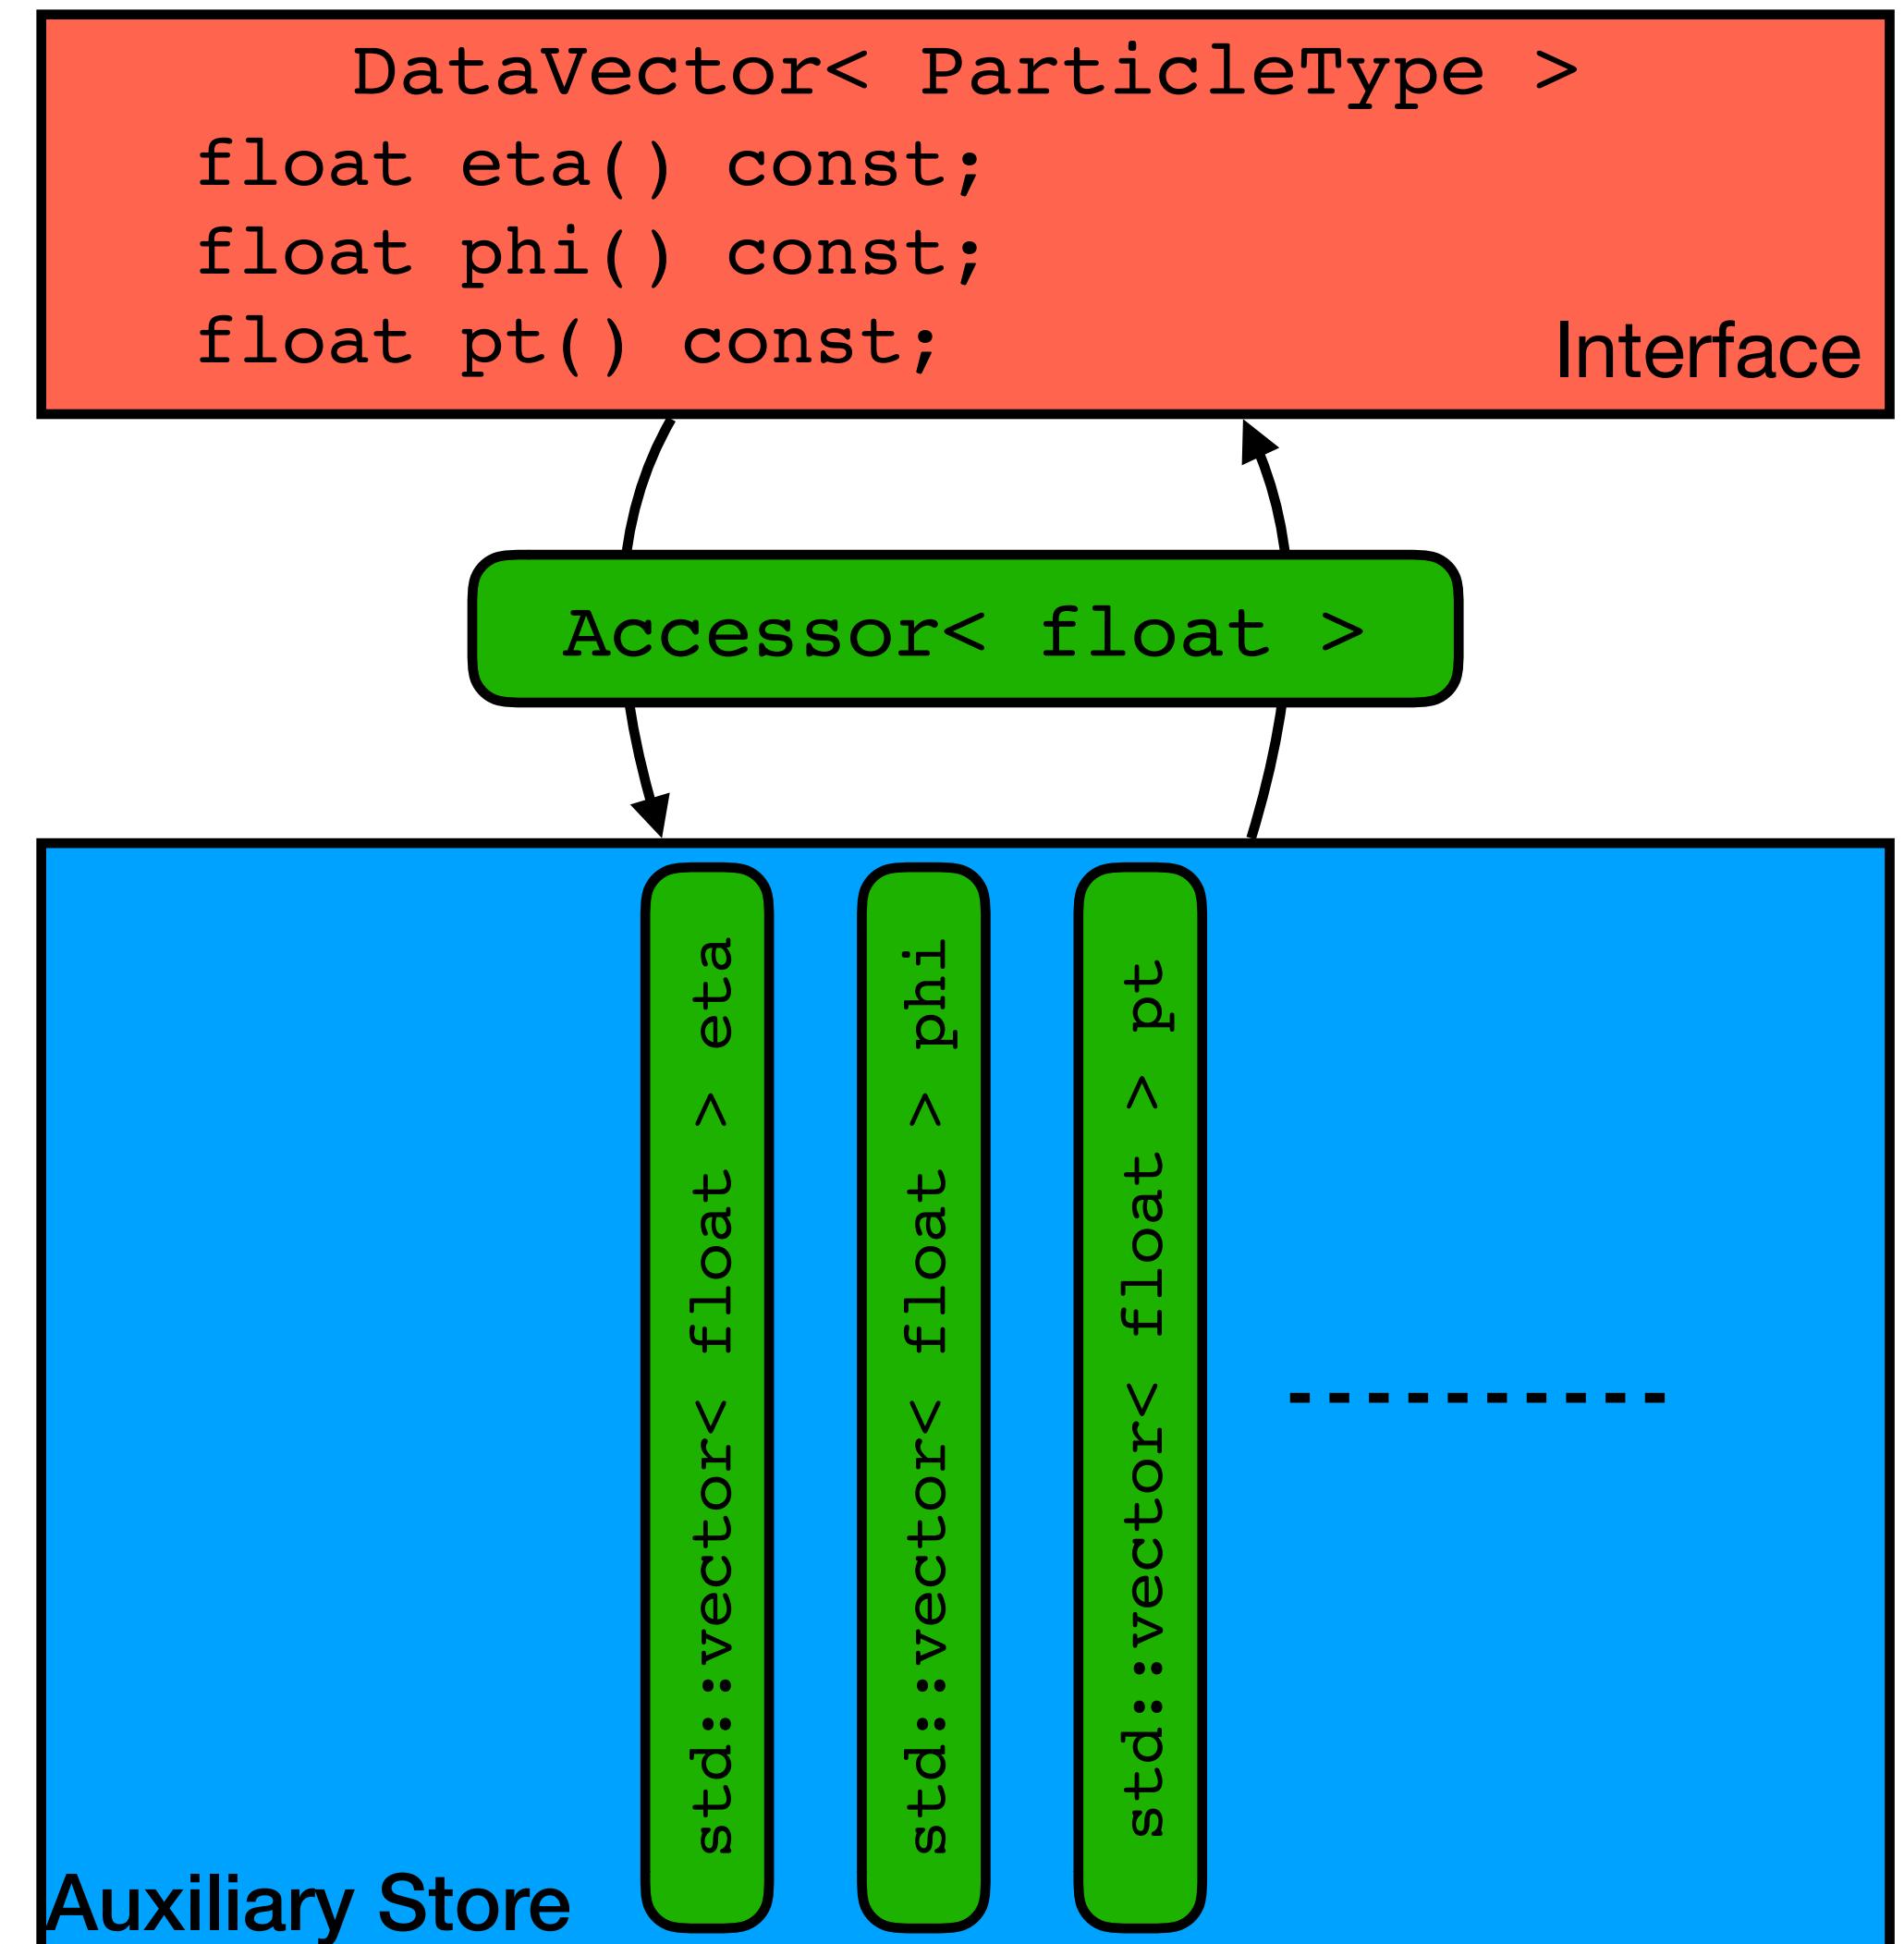 DataVector< ParticleType >
float eta() const;
float phi() const;
float pt() const;
Interface
Accessor< float >
std::vector< float > eta
std::vector< float > phi
std::vector< float > pt
Auxiliary Store